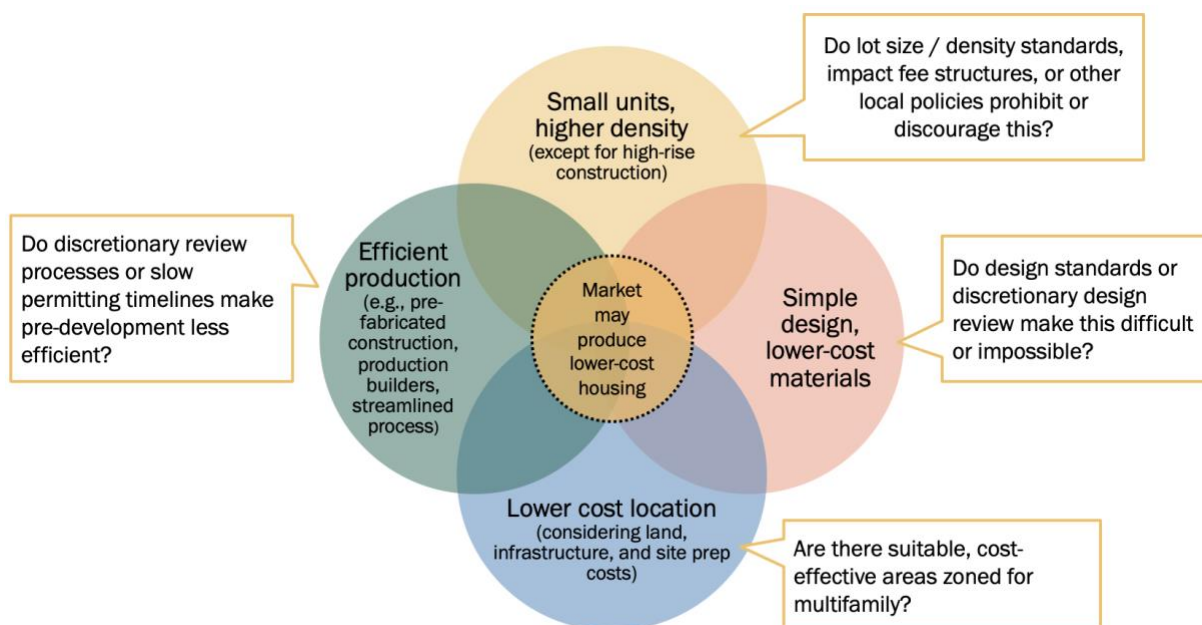 Do lot size / density standards,
impact fee structures, or other
local policies prohibit or
discourage this?
Small units,
higher density
(except for high-rise
construction)
Do discretionary review
processes or slow
permitting timelines make
pre-development less
efficient?
Efficient
production
(e.g., pre-
fabricated
construction,
production
builders,
streamlined
process)
Market
may
produce
lower-cost
housing
Simple
design,
lower-cost
materials
Do design standards or
discretionary design
review make this difficult
or impossible?
Lower cost location
(considering land,
infrastructure, and site prep
costs)
Are there suitable, cost-
effective areas zoned for
multifamily?